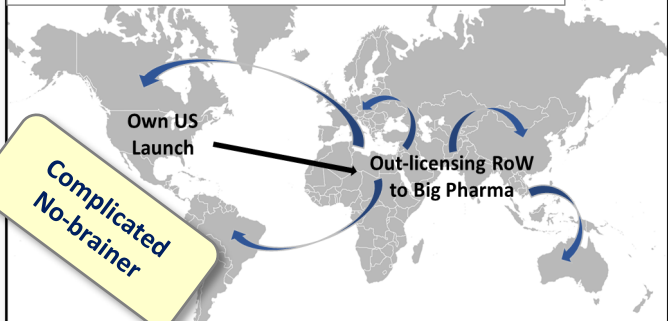 Own US
Launch
Out-licensing RoW
to Big Pharma
Complicated
No-brainer